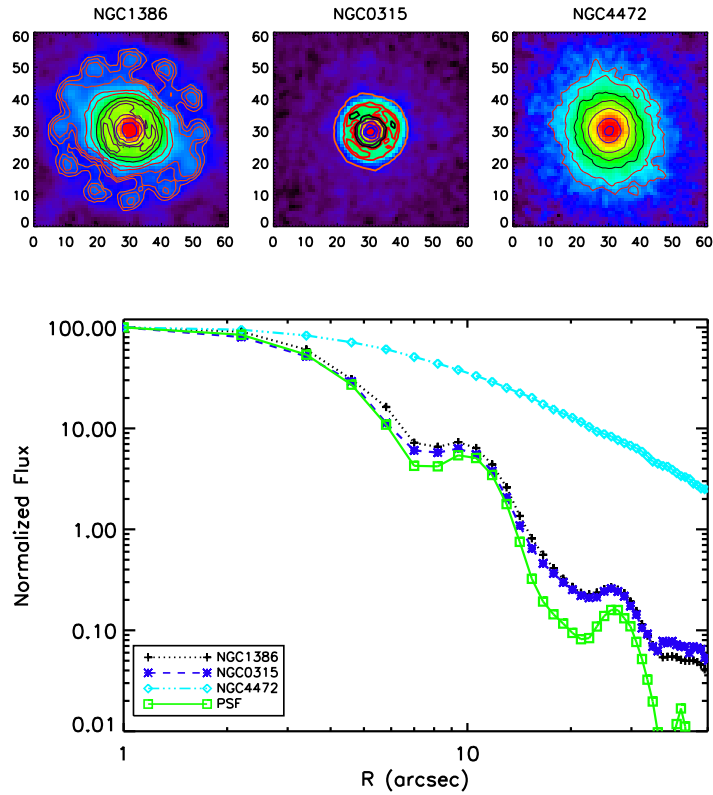 NGC1386 NGC0315 NGC4472
60 60 60
50 50 50
40 40 40
30 30 30
20 20 20
10 10 10
0 0 0
0 10 20 30 40 50 60 0 10 20 30 40 50 60 0 10 20 30 40 50 60
100.00
10.00
1.00
0.10
0.01
Normalized Flux
NGC1386
NGC0315
NGC4472
PSF
1 10
R (arcsec)